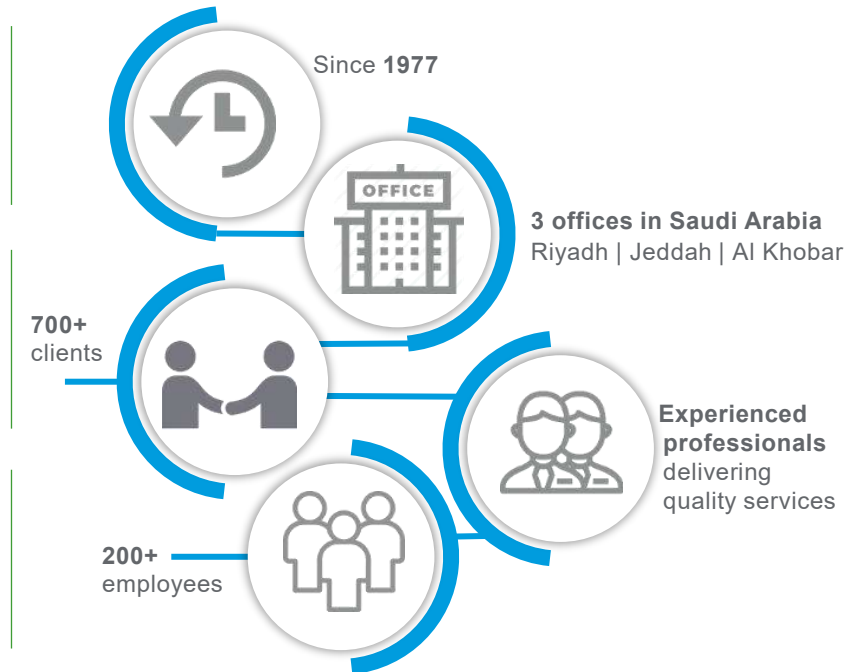 Since 1977
OFFICE
3 offices in Saudi Arabia
Riyadh | Jeddah | Al Khobar
700+
clients
Experienced
professionals
delivering
quality services
200+
employees